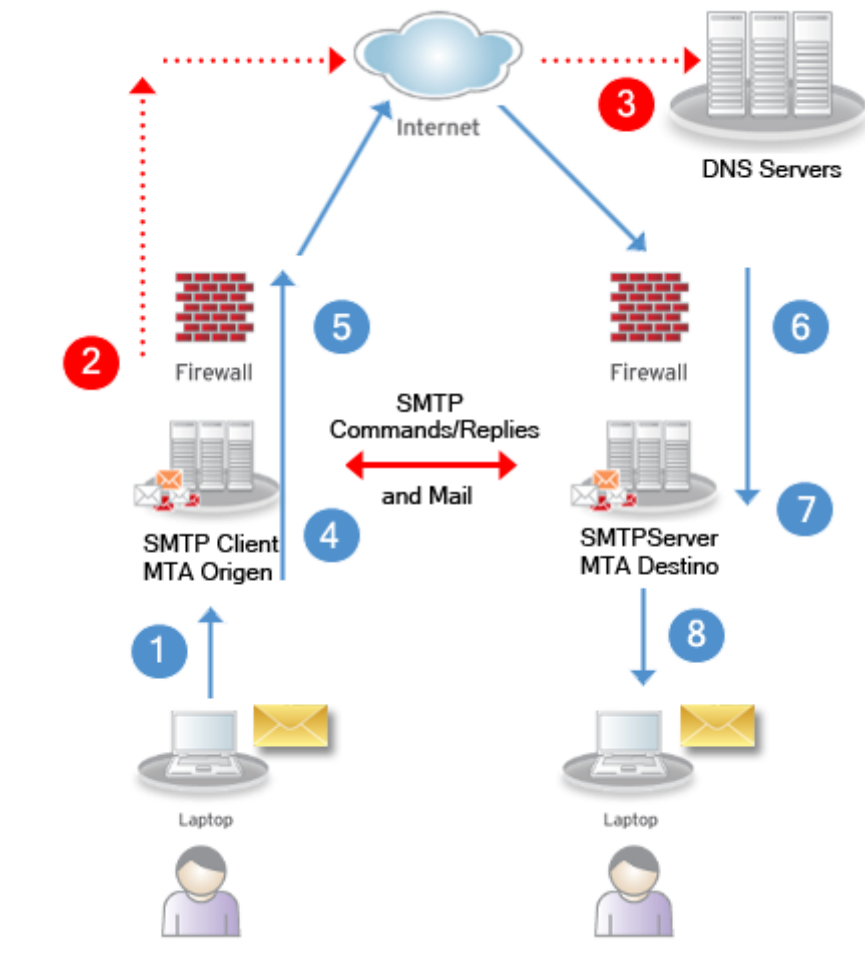 Internet
3
DNS Servers
2
Firewall
5
Firewall
6
SMTP
Commands/Replies
and Mail
SMTP Client
MTA Origen
4
SMTPServer
MTA Destino
7
1
8
Laptop
Laptop